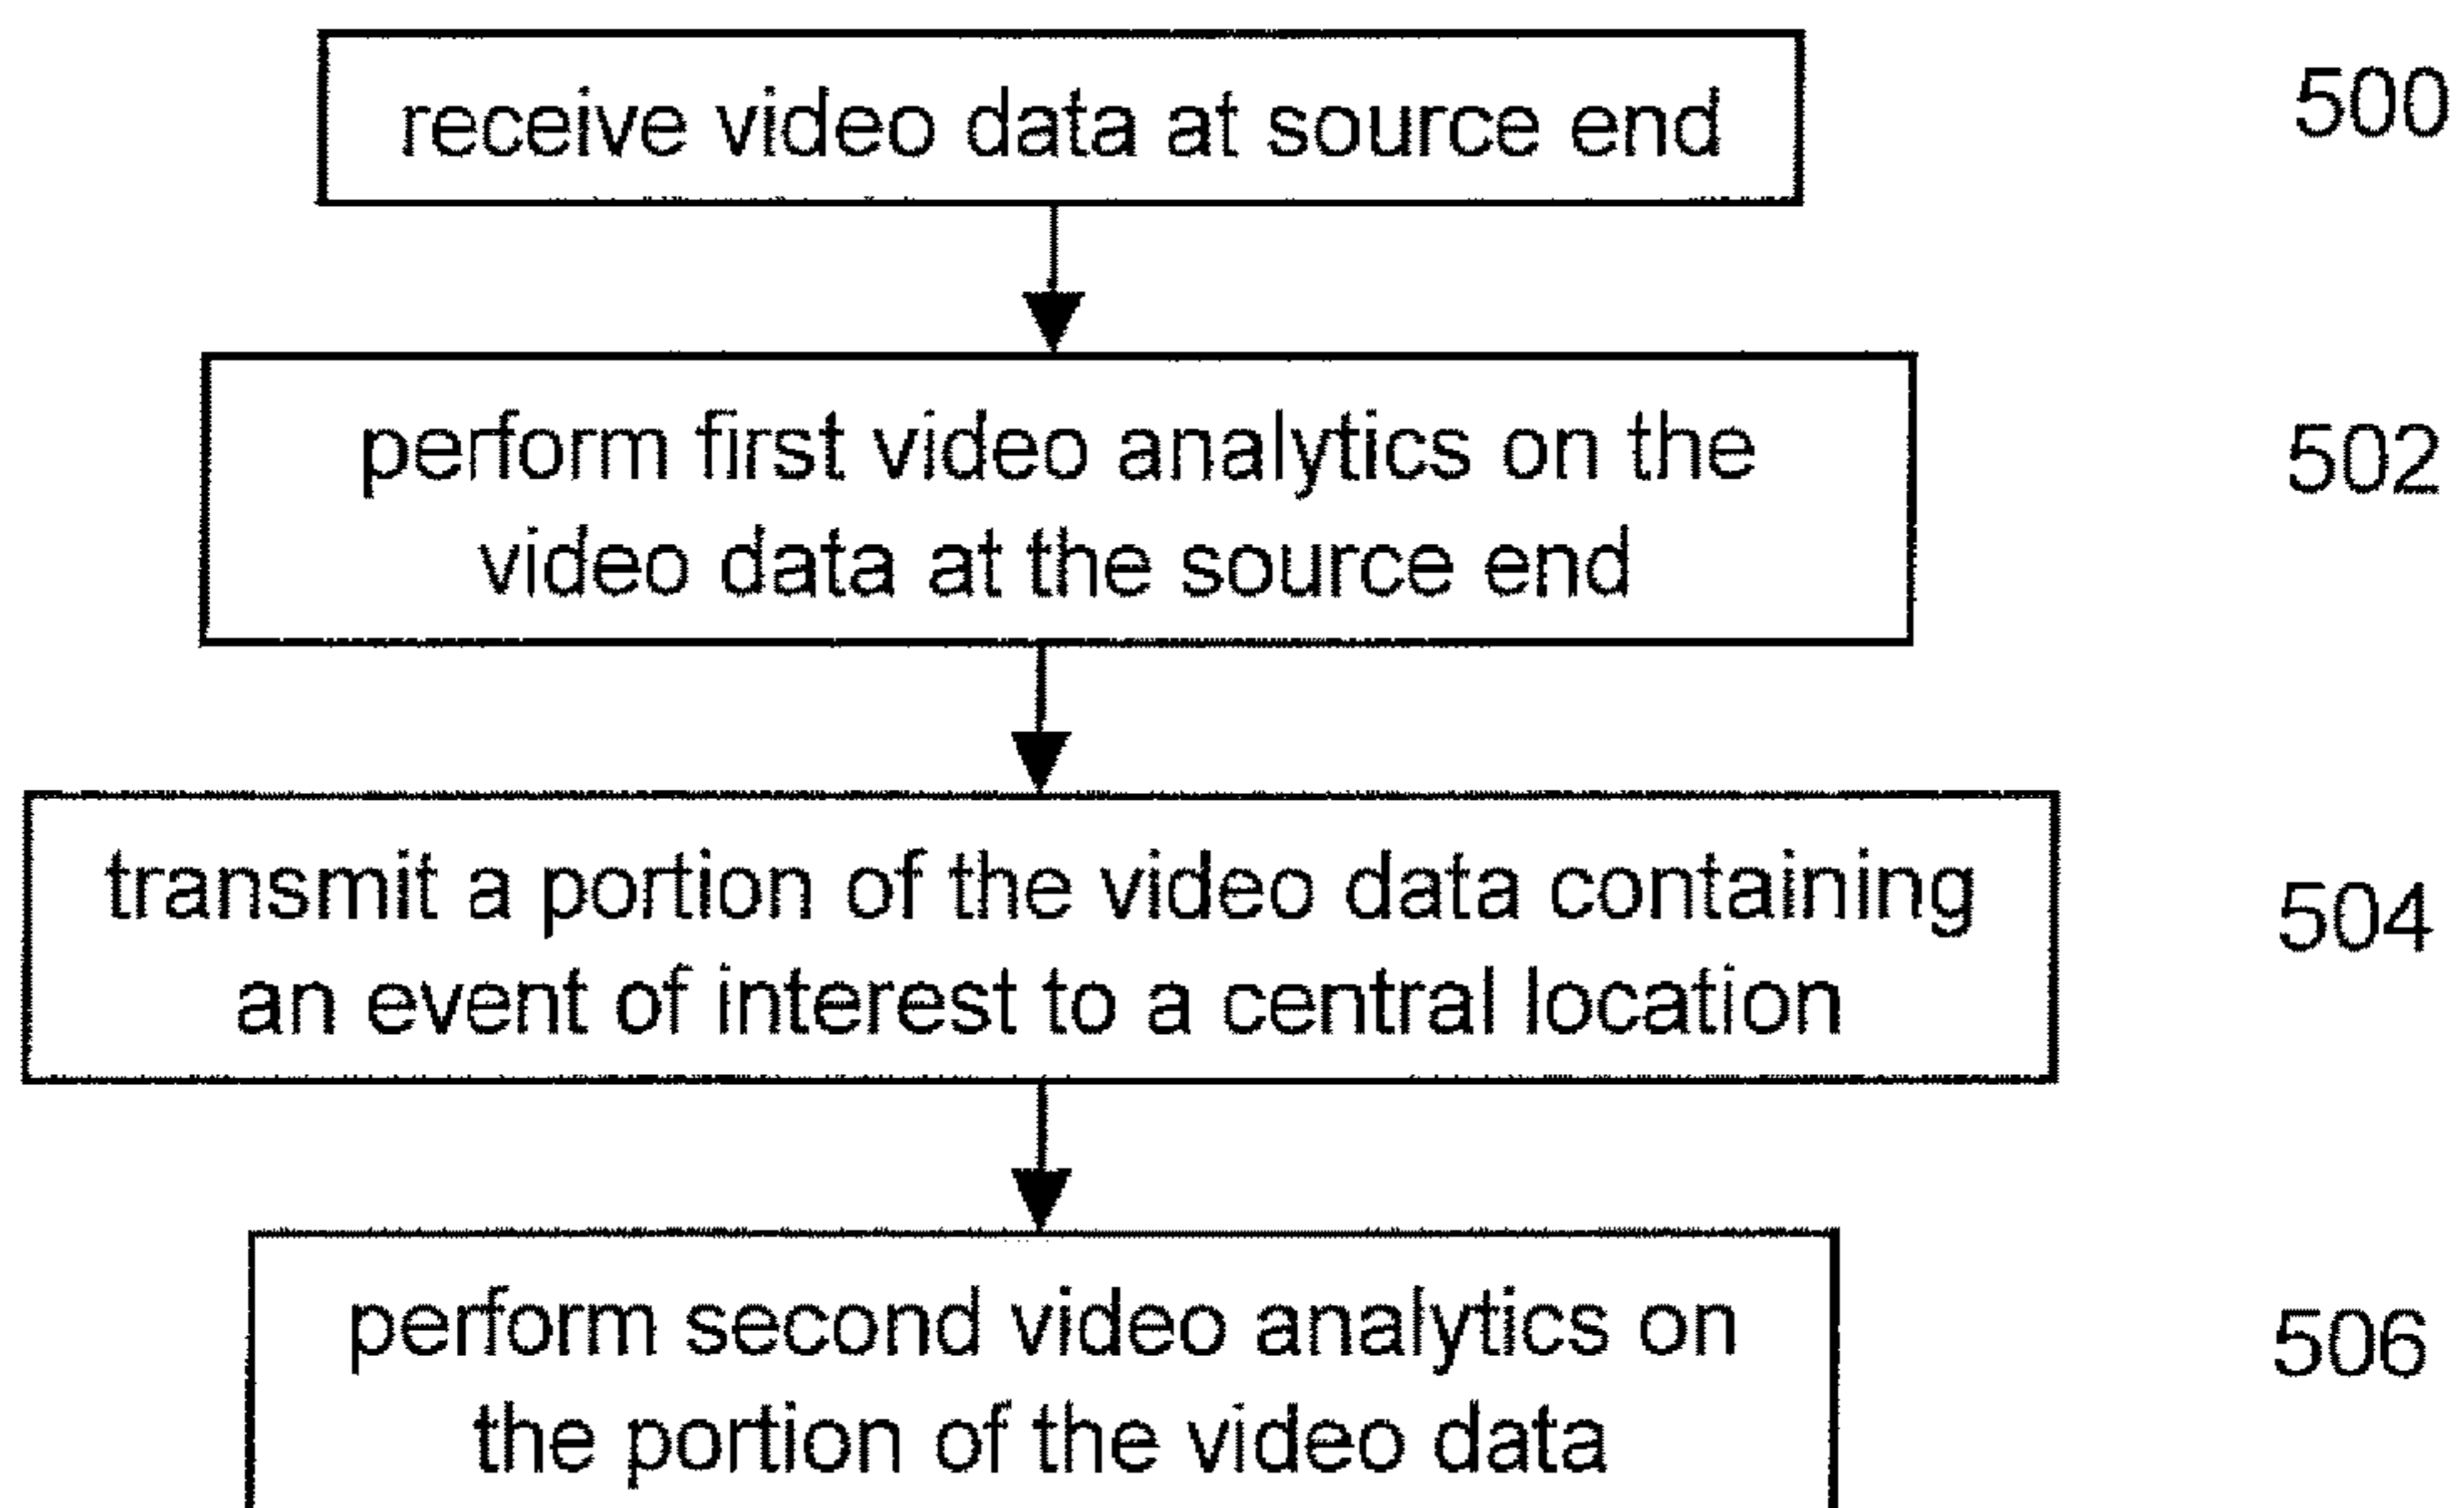 receive video data at source end
500
perform first video analytics on the
video data at the source end
502
transmit a portion of the video data containing
an event of interest to a central location
504
perform second video analytics on
the portion of the video data
506